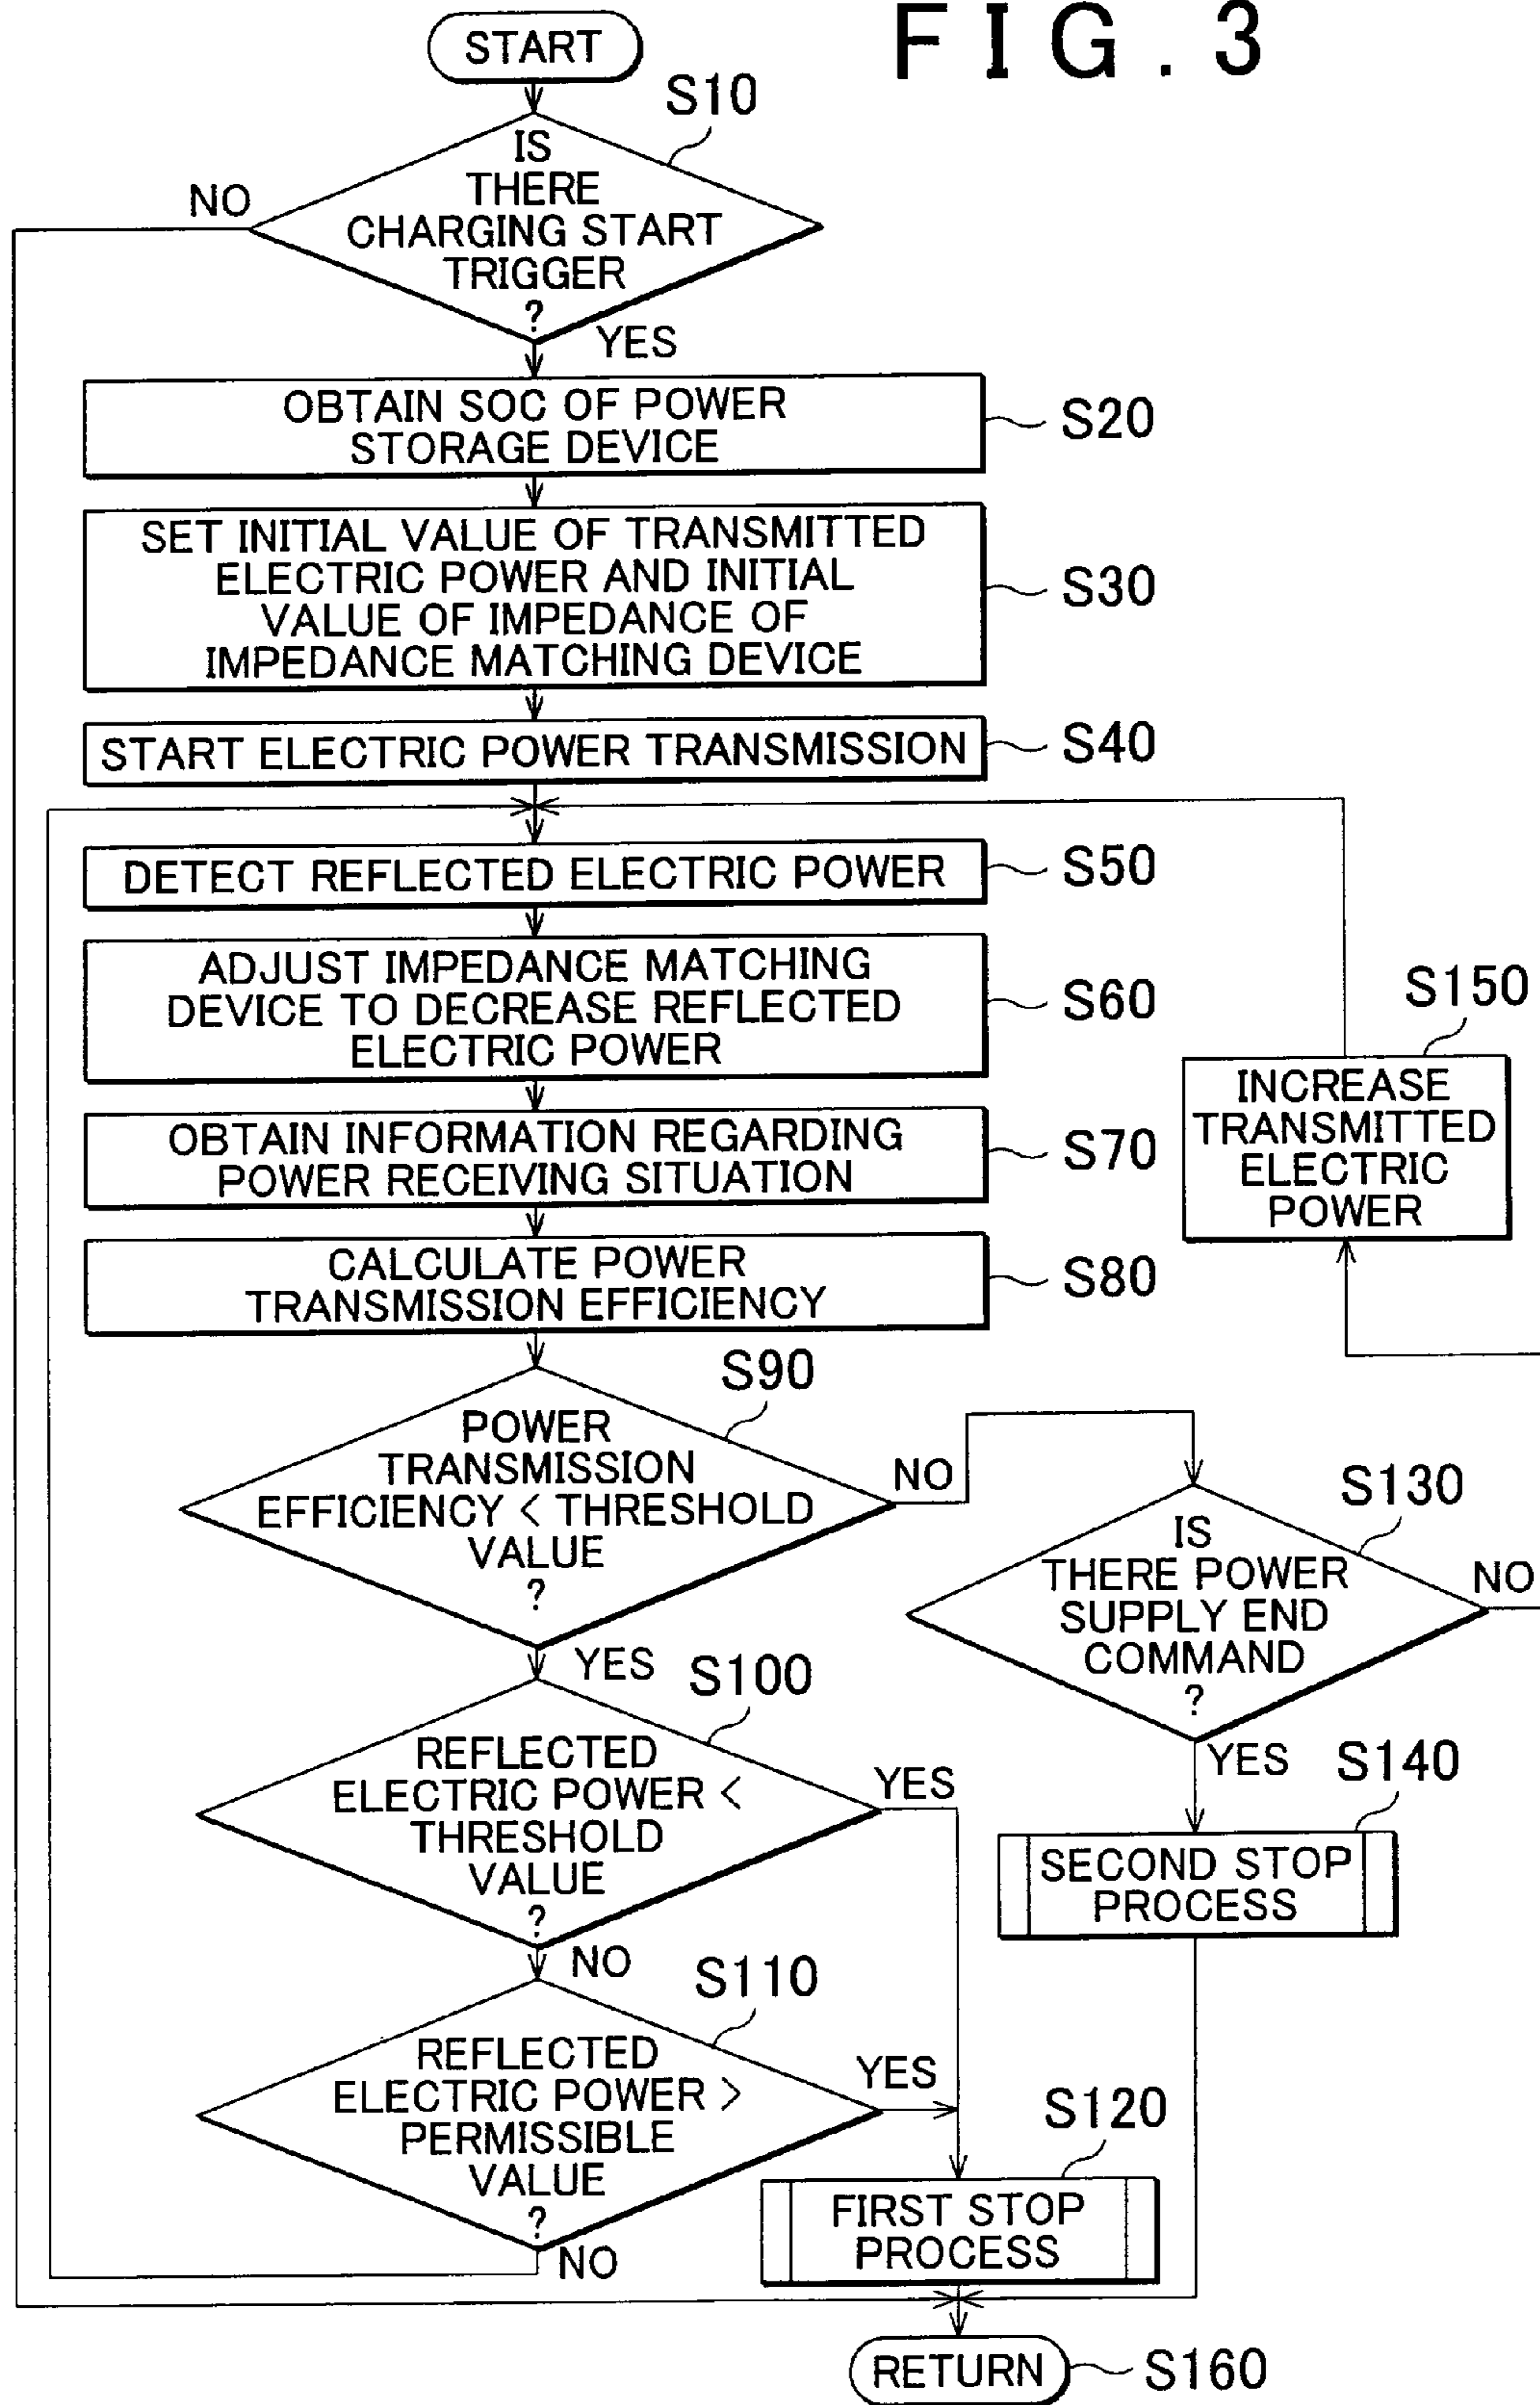 FIG. 3
START
S10
IS
THERE
CHARGING START
TRIGGER
?
NO
YES
OBTAIN SOC OF POWER
STORAGE DEVICE
S20
SET INITIAL VALUE OF TRANSMITTED
ELECTRIC POWER AND INITIAL
VALUE OF IMPEDANCE OF
IMPEDANCE MATCHING DEVICE
S30
START ELECTRIC POWER TRANSMISSION
S40
DETECT REFLECTED ELECTRIC POWER
S50
ADJUST IMPEDANCE MATCHING
DEVICE TO DECREASE REFLECTED
ELECTRIC POWER
S60
S150
INCREASE
TRANSMITTED
ELECTRIC
POWER
OBTAIN INFORMATION REGARDING
POWER RECEIVING SITUATION
S70
CALCULATE POWER
TRANSMISSION EFFICIENCY
S80
S90
POWER
TRANSMISSION
EFFICIENCY < THRESHOLD
VALUE
?
NO
YES
S130
IS
THERE POWER
SUPPLY END
COMMAND
?
NO
YES
S100
REFLECTED
ELECTRIC POWER <
THRESHOLD
VALUE
?
YES
NO
S140
SECOND STOP
PROCESS
S110
REFLECTED
ELECTRIC POWER >
PERMISSIBLE
VALUE
?
YES
NO
S120
FIRST STOP
PROCESS
RETURN
S160